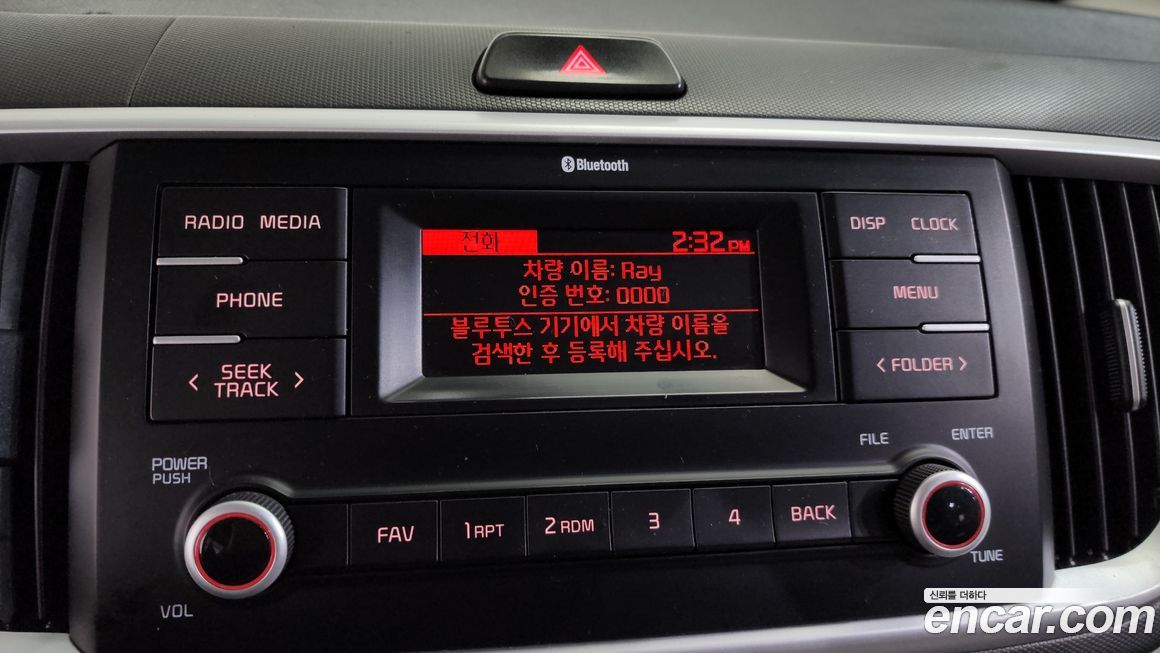 Bluetooth
RADIO MEDIA
DISP CLOCK
전화 2:32 PM
차량 이름: Ray
인증 번호: 0000
블루투스 기기에서 차량 이름을
검색한 후 등록해 주십시오.
PHONE
MENU
< SEEK TRACK >
< FOLDER >
FILE
ENTER
POWER
PUSH
FAV
1 RPT
2 RDM
3
4
BACK
VOL
TUNE
신뢰를 더하다
encar.com